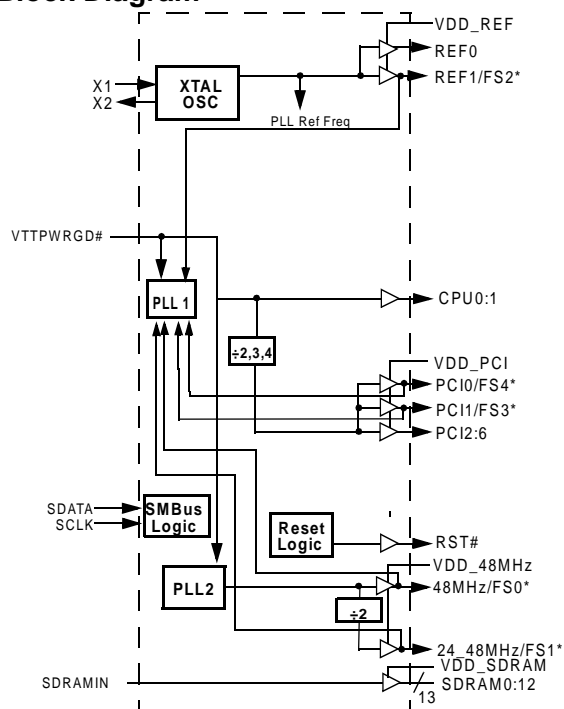 VDD_REF
REF0
REF1/FS2*
X1
X2
XTAL
OSC
PLL Ref Freq
VTTPWRGD#
PLL 1
CPU0:1
÷2,3,4
VDD_PCI
PCI0/FS4*
PCI1/FS3*
PCI2:6
SDATA
SCLK
SMBus
Logic
Reset
Logic
RST#
VDD_48MHz
PLL2
48MHz/FS0*
÷2
24_48MHz/FS1*
VDD_SDRAM
SDRAMIN
SDRAM0:12
13